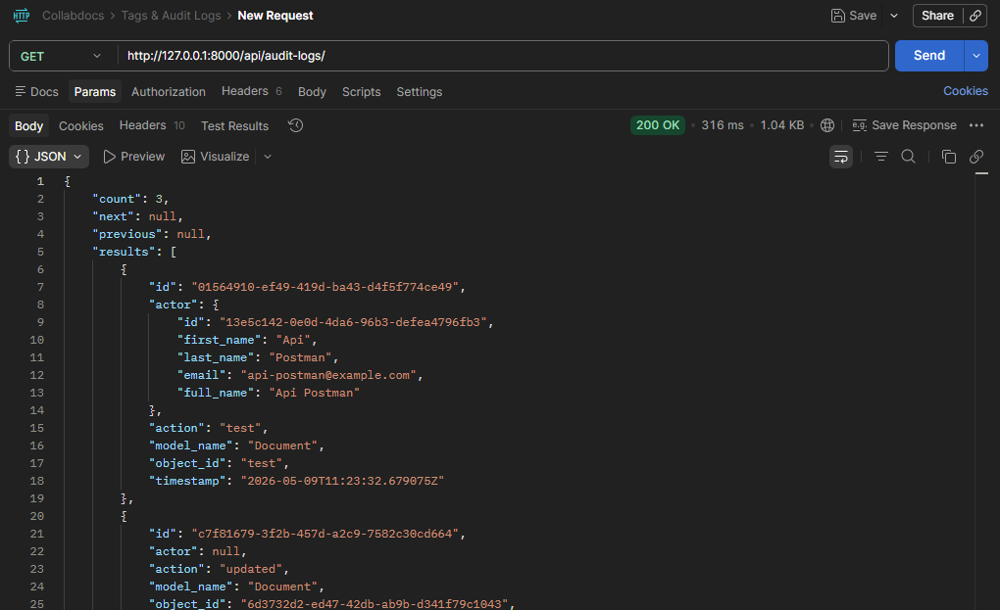 HTTP Collabdocs > Tags & Audit Logs > New Request Save Share
GET http://127.0.0.1:8000/api/audit-logs/ Send
Docs Params Authorization Headers 6 Body Scripts Settings Cookies
Body Cookies Headers 10 Test Results 200 OK • 316 ms • 1.04 KB • e.g. Save Response
{} JSON Preview Visualize
1 {
2 "count": 3,
3 "next": null,
4 "previous": null,
5 "results": [
6 {
7 "id": "01564910-ef49-419d-ba43-d4f5f774ce49",
8 "actor": {
9 "id": "13e5c142-0e0d-4da6-96b3-defea4796fb3",
10 "first_name": "Api",
11 "last_name": "Postman",
12 "email": "api-postman@example.com",
13 "full_name": "Api Postman"
14 },
15 "action": "test",
16 "model_name": "Document",
17 "object_id": "test",
18 "timestamp": "2026-05-09T11:23:32.679075Z"
19 },
20 {
21 "id": "c7f81679-3f2b-457d-a2c9-7582c30cd664",
22 "actor": null,
23 "action": "updated",
24 "model_name": "Document",
25 "object_id": "6d3732d2-ed47-42db-ab9b-d341f79c1043",